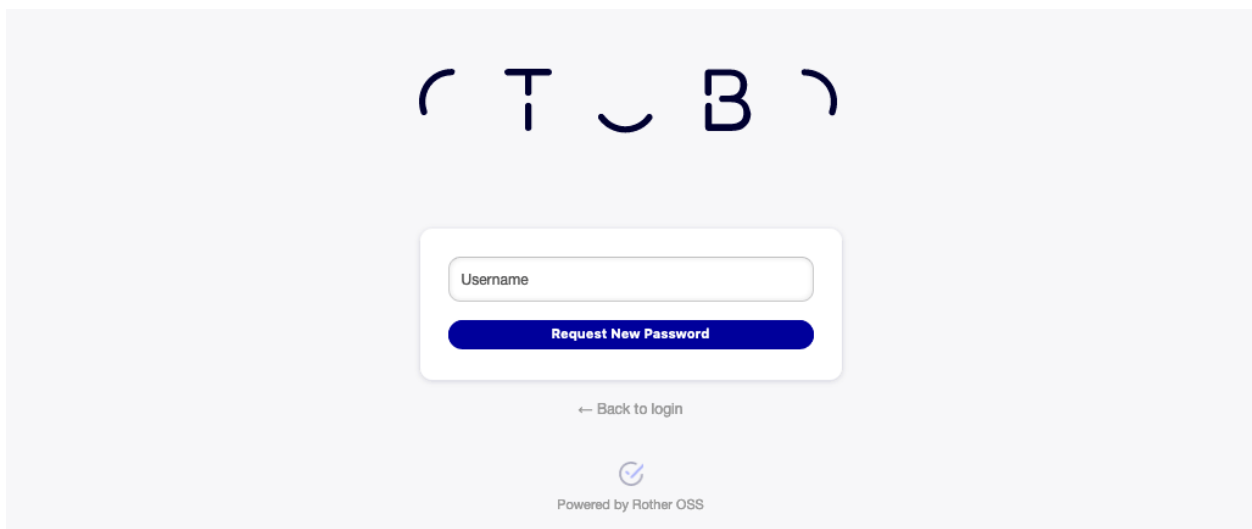 ( T ‿ B )
Username
Request New Password
← Back to login
Powered by Rother OSS